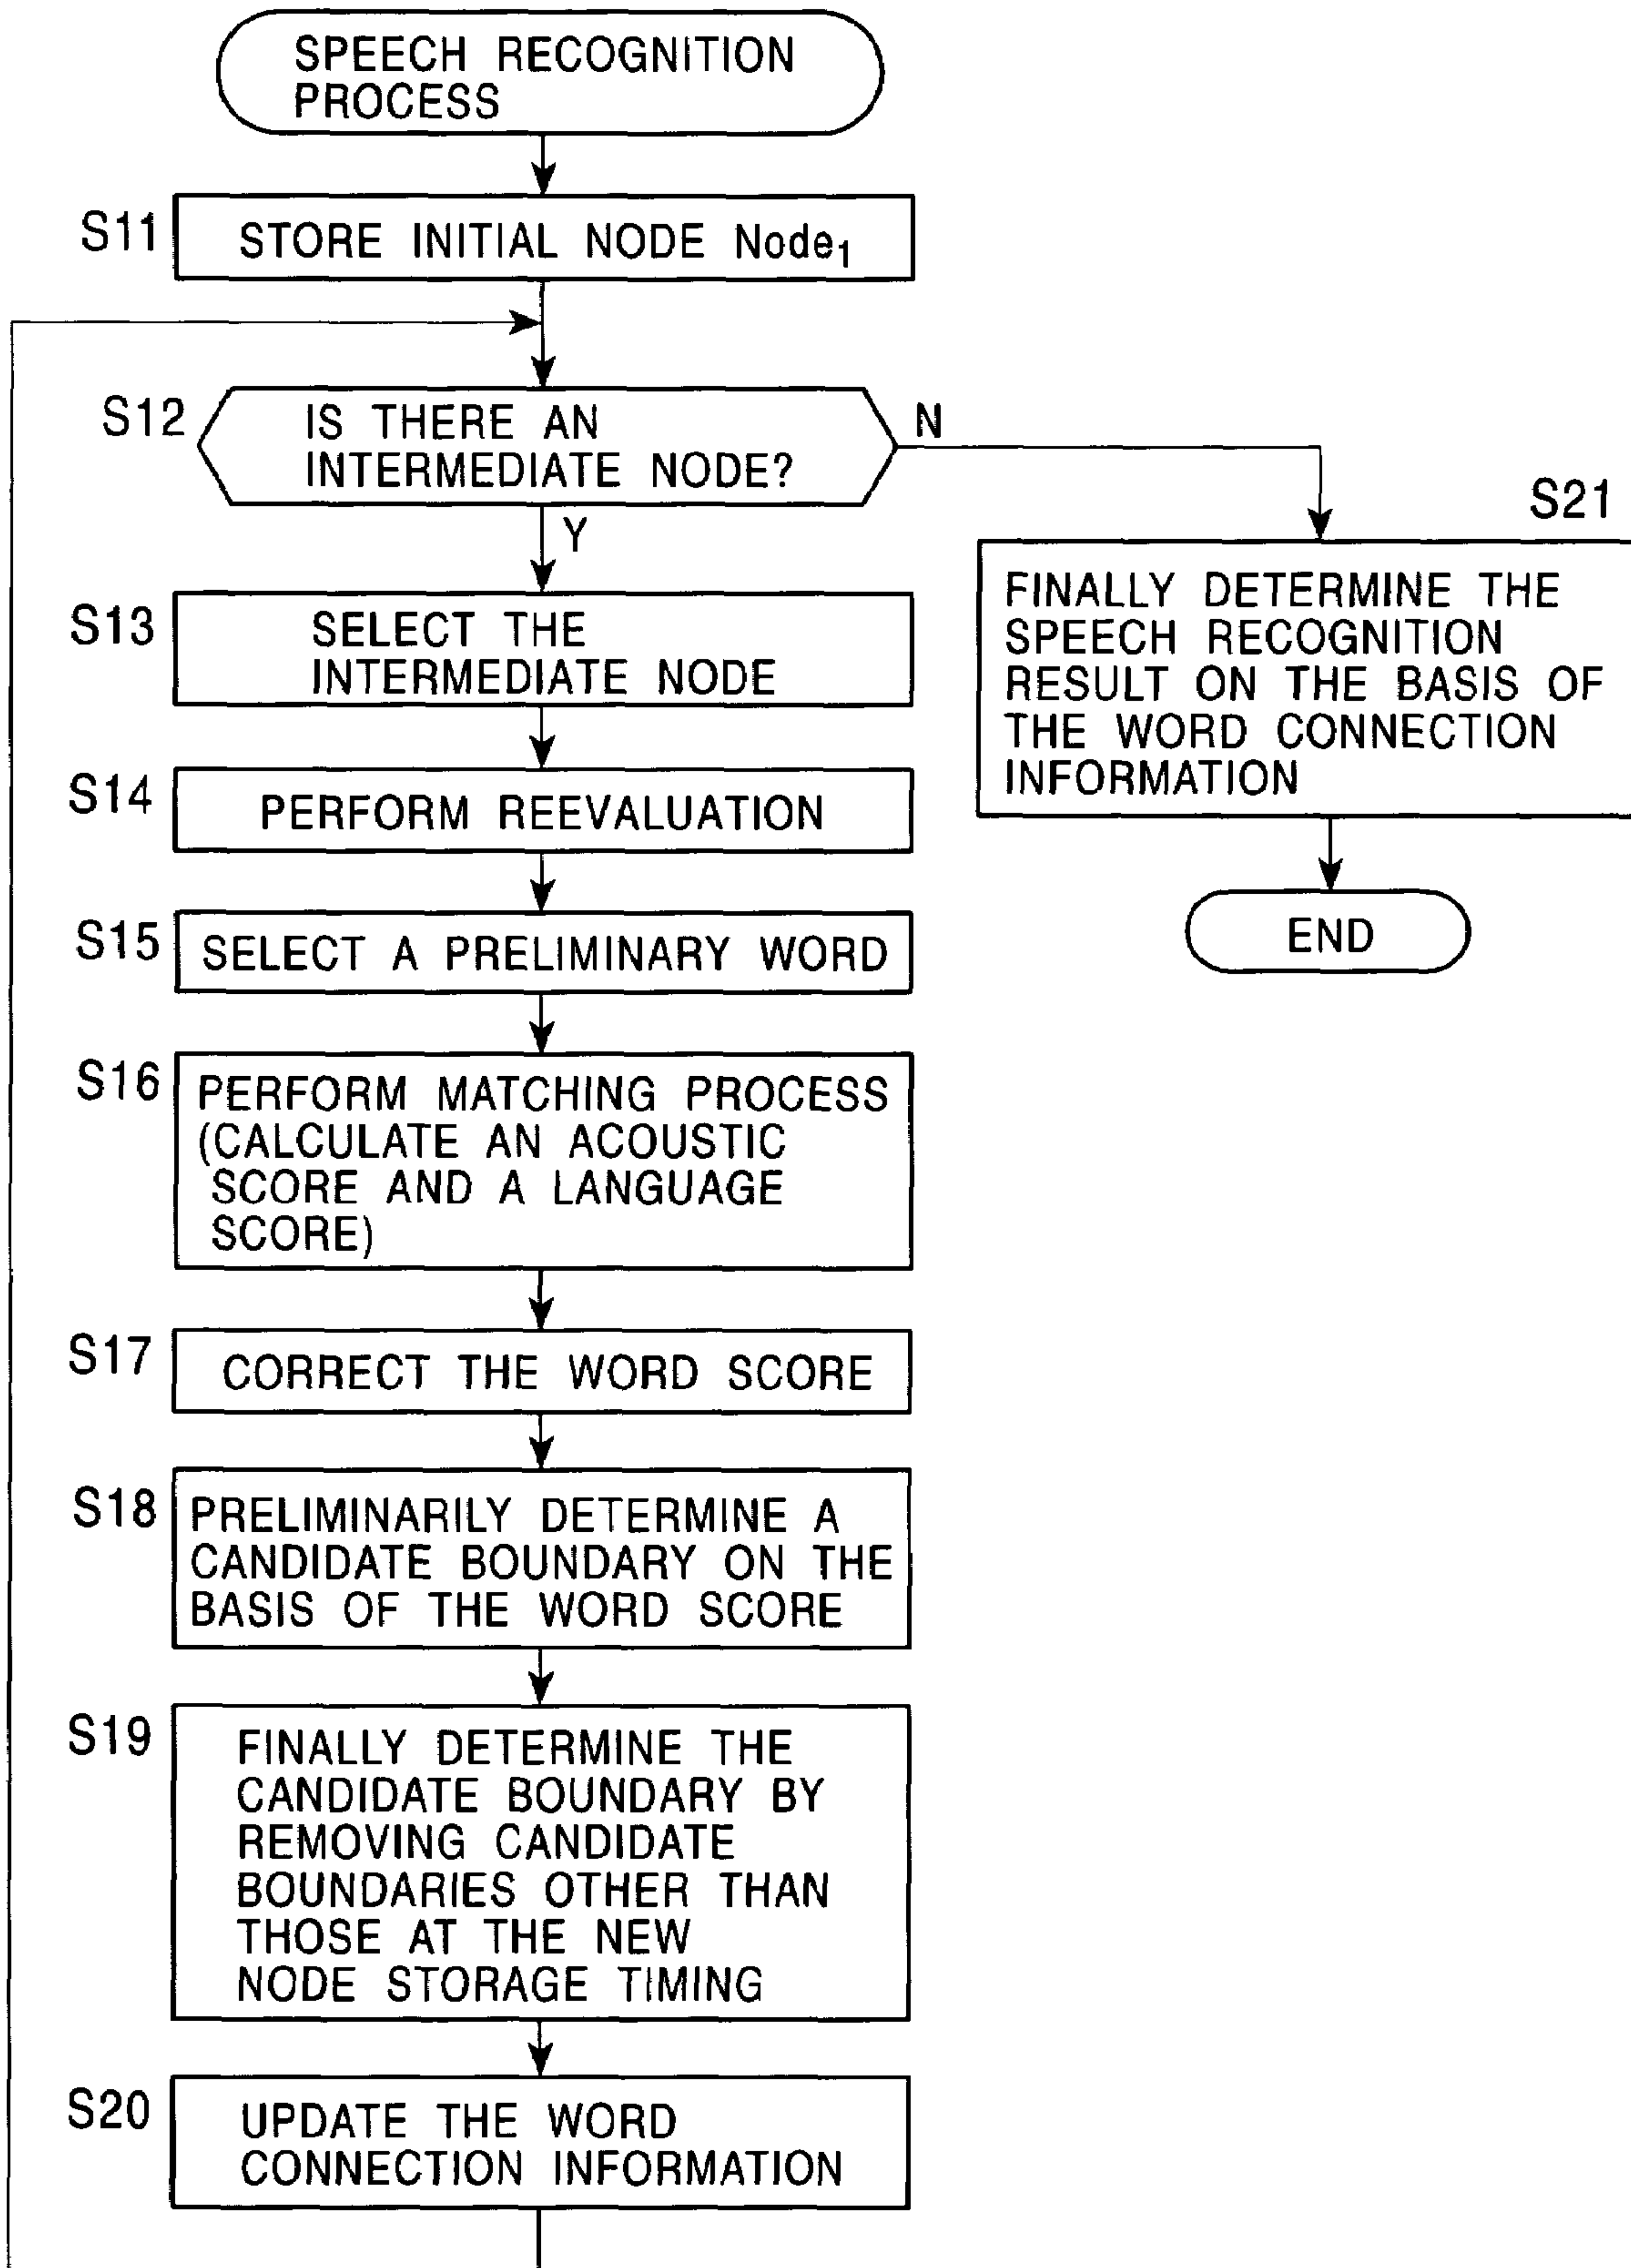 SPEECH RECOGNITION
PROCESS
S11
STORE INITIAL NODE Node₁
S12
IS THERE AN
INTERMEDIATE NODE?
N
Y
S13
SELECT THE
INTERMEDIATE NODE
S14
PERFORM REEVALUATION
S15
SELECT A PRELIMINARY WORD
S16
PERFORM MATCHING PROCESS
(CALCULATE AN ACOUSTIC
SCORE AND A LANGUAGE
SCORE)
S17
CORRECT THE WORD SCORE
S18
PRELIMINARILY DETERMINE A
CANDIDATE BOUNDARY ON THE
BASIS OF THE WORD SCORE
S19
FINALLY DETERMINE THE
CANDIDATE BOUNDARY BY
REMOVING CANDIDATE
BOUNDARIES OTHER THAN
THOSE AT THE NEW
NODE STORAGE TIMING
S20
UPDATE THE WORD
CONNECTION INFORMATION
S21
FINALLY DETERMINE THE
SPEECH RECOGNITION
RESULT ON THE BASIS OF
THE WORD CONNECTION
INFORMATION
END